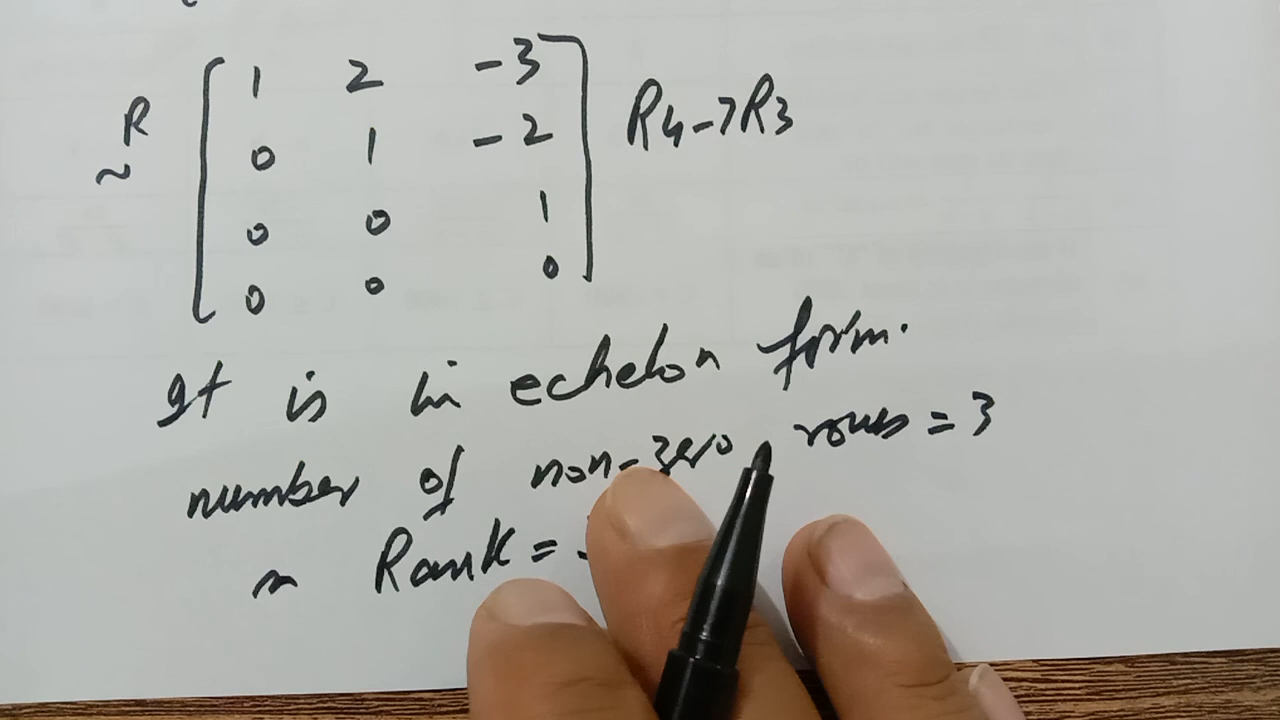 R ~ [ 1 2 -3 ] R4->R3
0 1 -2
0 0 1
0 0 0
It is in echelon form.
number of non-zero rows = 3
Rank =